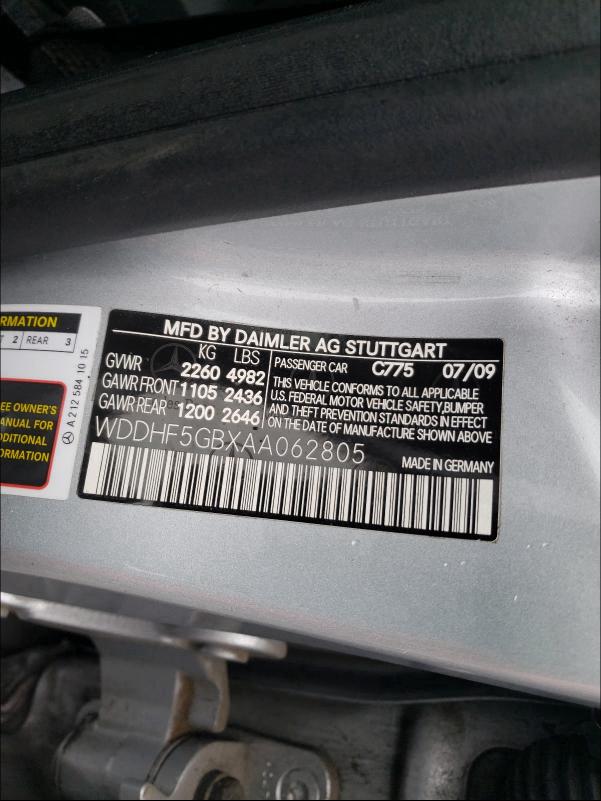 RMATION
2 REAR 3
EE OWNER'S
ANUAL FOR
ADDITIONAL
ORMATION
A 212 584 10 15
MFD BY DAIMLER AG STUTTGART
KG LBS
GVWR 2260 4982
GAWR FRONT 1105 2436
GAWR REAR 1200 2646
PASSENGER CAR C775 07/09
THIS VEHICLE CONFORMS TO ALL APPLICABLE
U.S. FEDERAL MOTOR VEHICLE SAFETY,BUMPER
AND THEFT PREVENTION STANDARDS IN EFFECT
ON THE DATE OF MANUFACTURE SHOWN ABOVE
WDDHF5GBXAA062805
MADE IN GERMANY